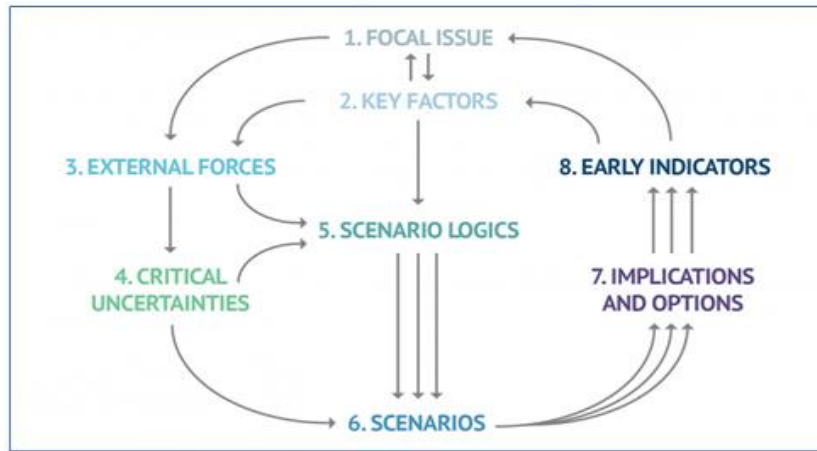 1. FOCAL ISSUE
2. KEY FACTORS
3. EXTERNAL FORCES
8. EARLY INDICATORS
5. SCENARIO LOGICS
4. CRITICAL
UNCERTAINTIES
7. IMPLICATIONS
AND OPTIONS
6. SCENARIOS